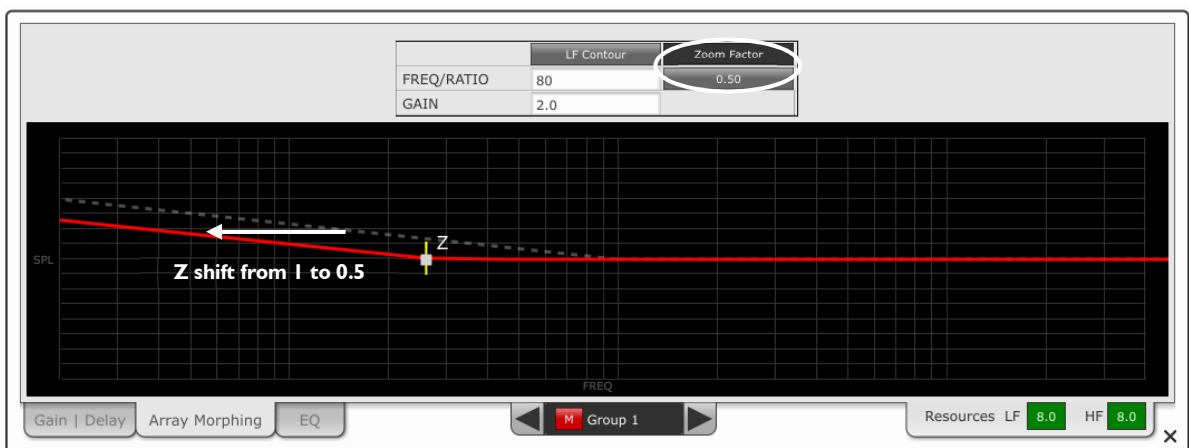 LF Contour Zoom Factor
FREQ/RATIO 80 0.50
GAIN 2.0
Z
SPL
Z shift from 1 to 0.5
FREQ
Gain | Delay Array Morphing EQ M Group 1 Resources LF 8.0 HF 8.0